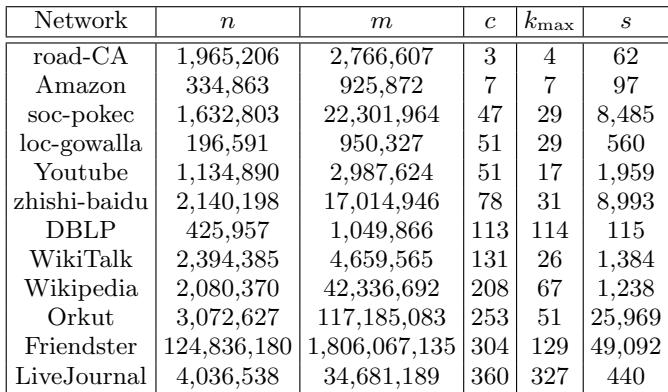 Network n m c kmax s
road-CA 1,965,206 2,766,607 3 4 62
Amazon 334,863 925,872 7 7 97
soc-pokec 1,632,803 22,301,964 47 29 8,485
loc-gowalla 196,591 950,327 51 29 560
Youtube 1,134,890 2,987,624 51 17 1,959
zhishi-baidu 2,140,198 17,014,946 78 31 8,993
DBLP 425,957 1,049,866 113 114 115
WikiTalk 2,394,385 4,659,565 131 26 1,384
Wikipedia 2,080,370 42,336,692 208 67 1,238
Orkut 3,072,627 117,185,083 253 51 25,969
Friendster 124,836,180 1,806,067,135 304 129 49,092
LiveJournal 4,036,538 34,681,189 360 327 440